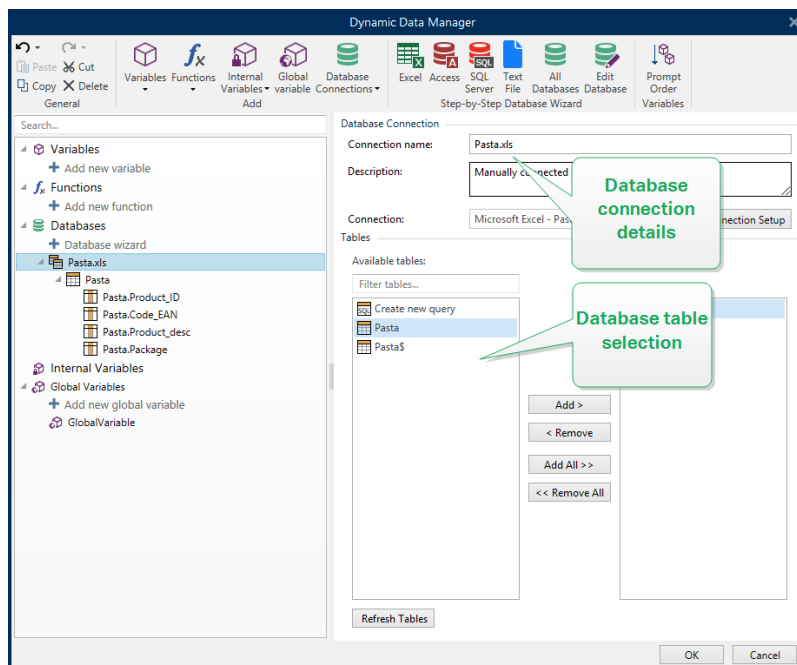 Dynamic Data Manager
Paste Cut
Copy Delete
General
Variables Functions Internal Variables Global variable Database Connections
Add
Excel Access SQL Server Text File All Databases Edit Database
Step-by-Step Database Wizard
Prompt Order
Variables
Search...
Variables
Add new variable
Functions
Add new function
Databases
Database wizard
Pasta.xls
Pasta
Pasta.Product_ID
Pasta.Code_EAN
Pasta.Product_desc
Pasta.Package
Internal Variables
Global Variables
Add new global variable
GlobalVariable
Database Connection
Connection name: Pasta.xls
Description: Manually connected
Connection: Microsoft Excel - Pas nection Setup
Database
connection
details
Tables
Available tables:
Filter tables...
SQL Create new query
Pasta
Pasta$
Database table
selection
Add >
< Remove
Add All >>
<< Remove All
Refresh Tables
OK Cancel